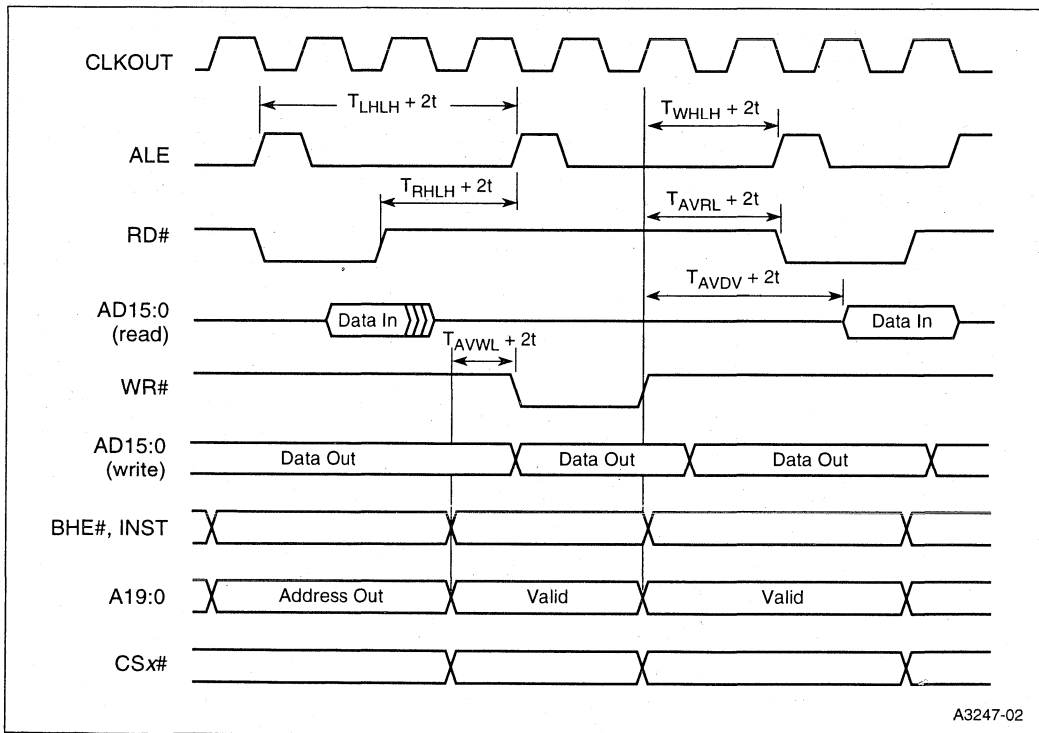 CLKOUT
T_LHLH + 2t
T_WHLH + 2t
ALE
T_RHLH + 2t
T_AVRL + 2t
RD#
T_AVDV + 2t
AD15:0
(read)
Data In
Data In
T_AVWL + 2t
WR#
AD15:0
(write)
Data Out
Data Out
Data Out
BHE#, INST
A19:0
Address Out
Valid
Valid
CSx#
A3247-02